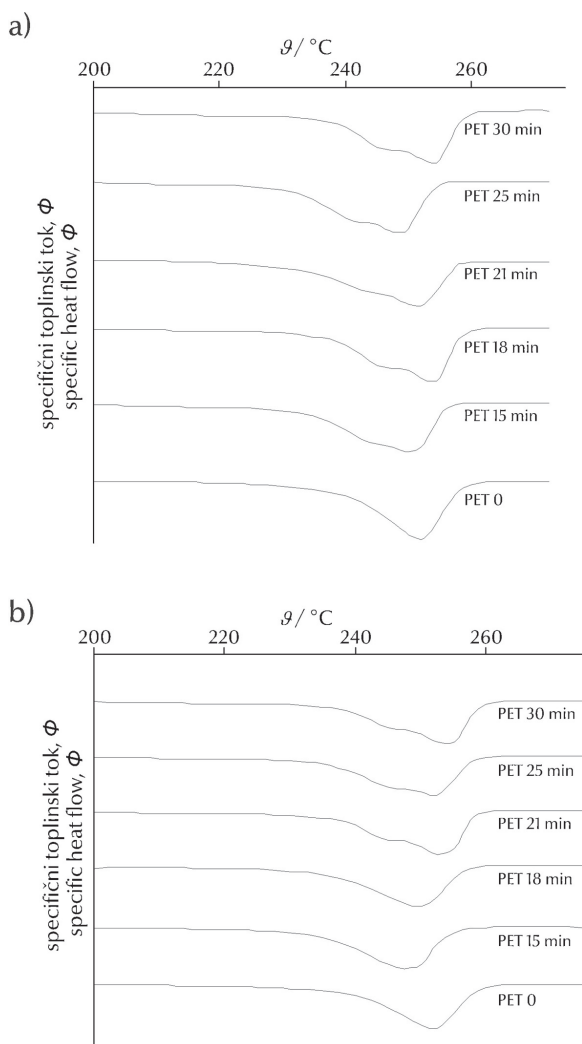 a)
ϑ/ °C
200 220 240 260
PET 30 min
PET 25 min
PET 21 min
PET 18 min
PET 15 min
PET 0
specifični toplinski tok, Φ
specific heat flow, Φ
b)
ϑ/ °C
200 220 240 260
PET 30 min
PET 25 min
PET 21 min
PET 18 min
PET 15 min
PET 0
specifični toplinski tok, Φ
specific heat flow, Φ